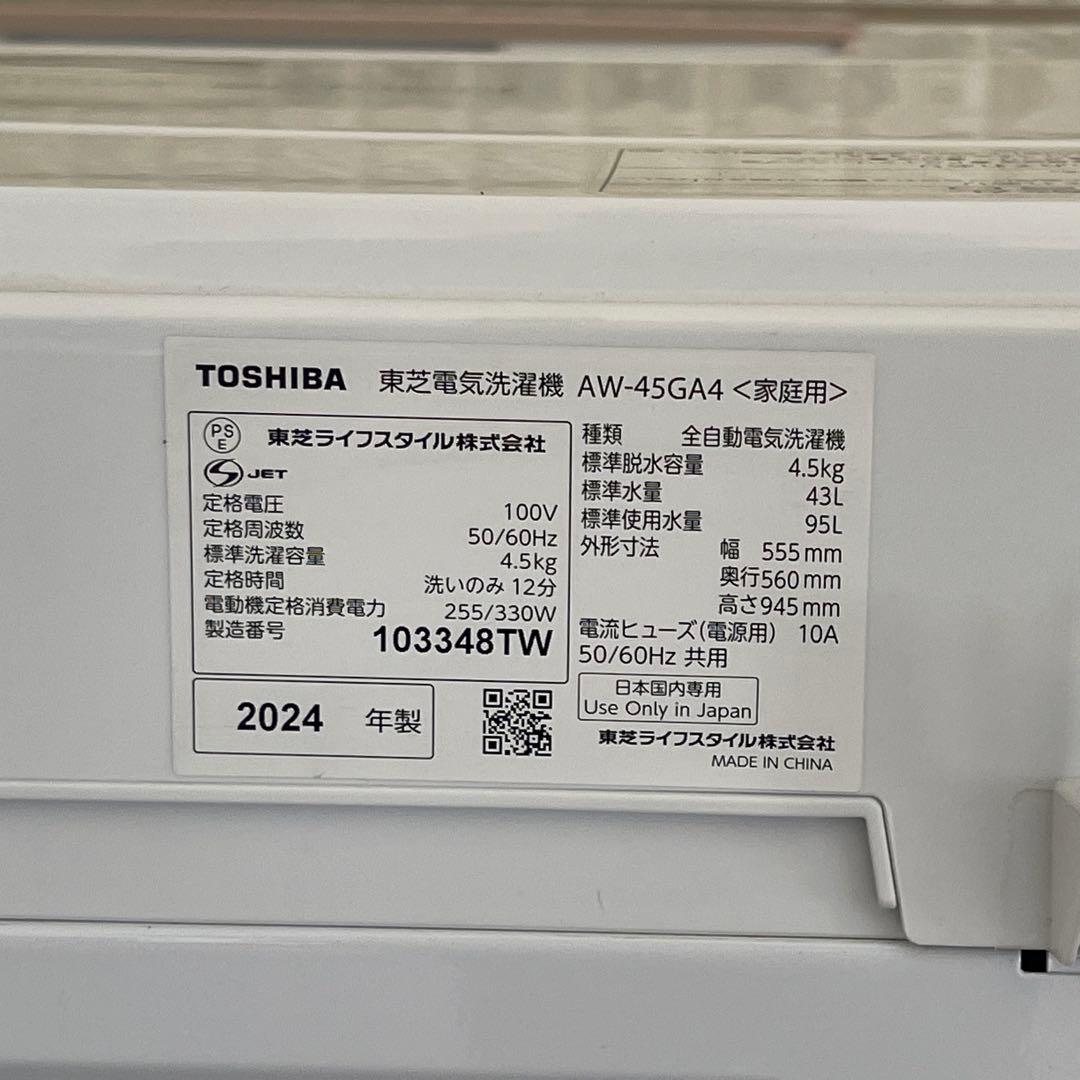 TOSHIBA 東芝電気洗濯機 AW-45GA4 <家庭用>
PS
E
東芝ライフスタイル株式会社
JET
定格電圧 100V
定格周波数 50/60Hz
標準洗濯容量 4.5kg
定格時間 洗いのみ 12分
電動機定格消費電力 255/330W
製造番号 103348TW
2024 年製
種類 全自動電気洗濯機
標準脱水容量 4.5kg
標準水量 43L
標準使用水量 95L
外形寸法 幅 555mm
奥行560mm
高さ945mm
電流ヒューズ(電源用) 10A
50/60Hz 共用
日本国内専用
Use Only in Japan
東芝ライフスタイル株式会社
MADE IN CHINA